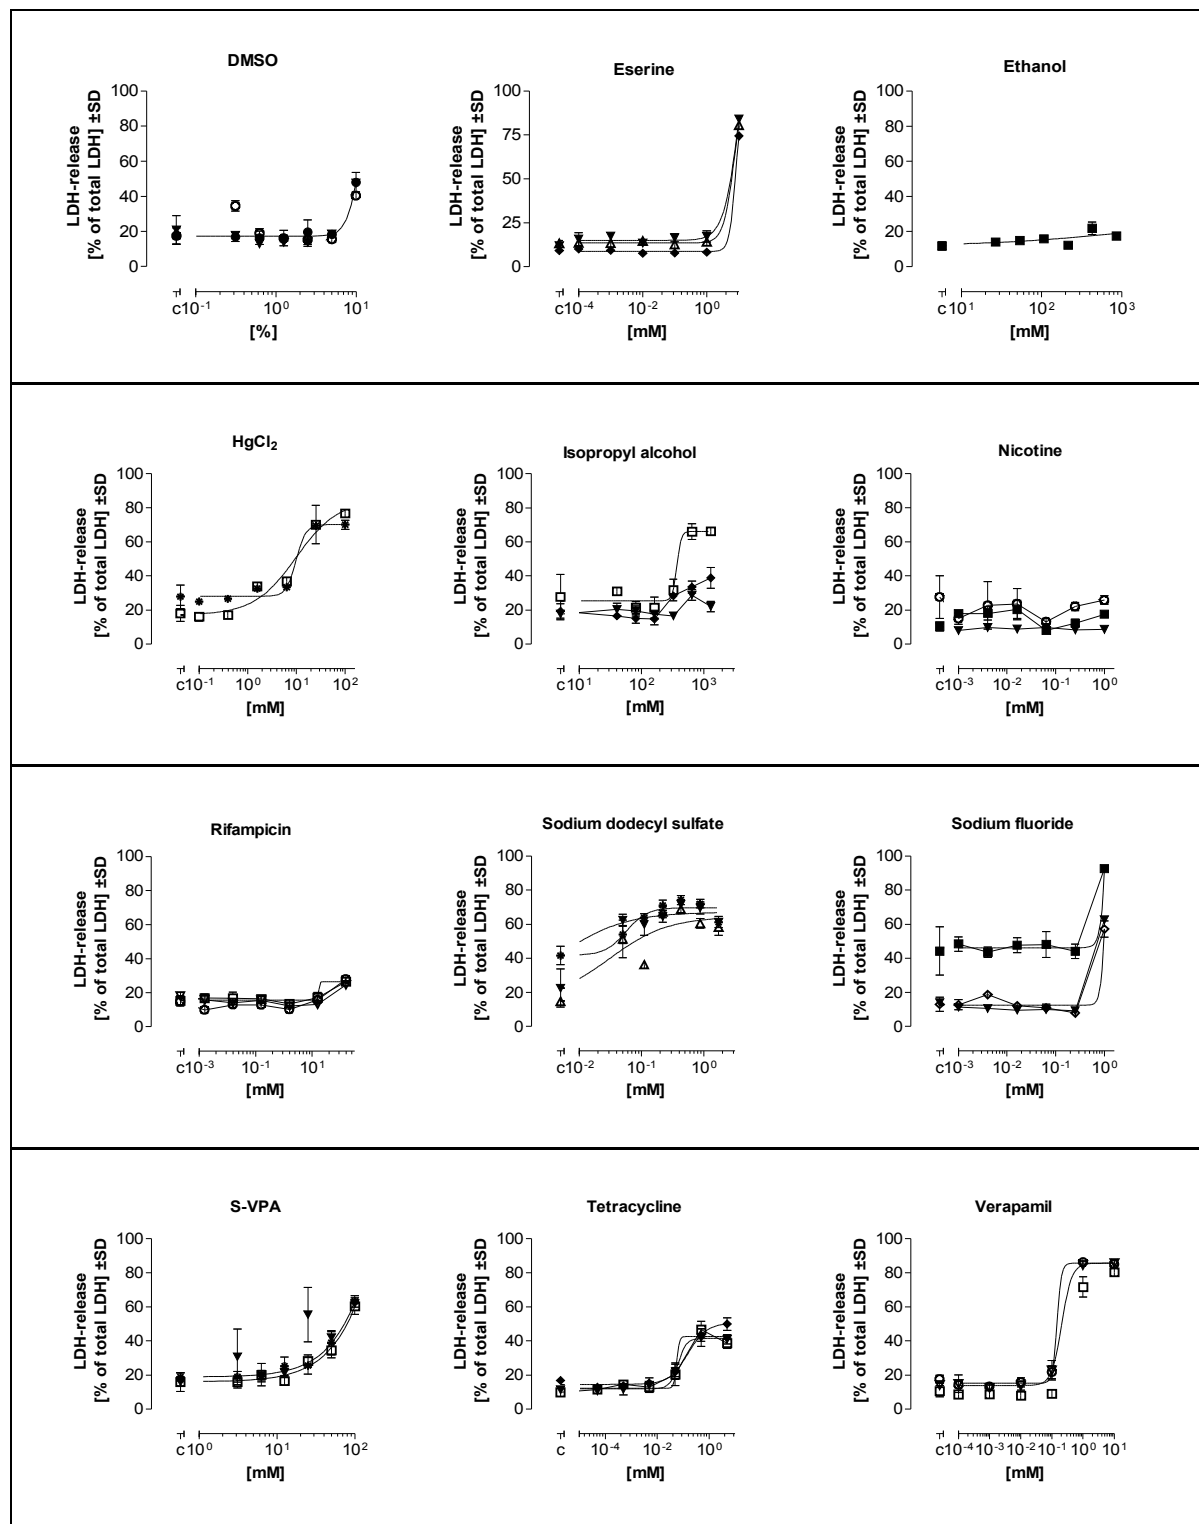 DMSO
LDH-release
[% of total LDH] ±SD
100
80
60
40
20
0
c10⁻¹ 10⁰ 10¹
[%]
Eserine
LDH-release
[% of total LDH] ±SD
100
75
50
25
0
c10⁻⁴ 10⁻² 10⁰
[mM]
Ethanol
LDH-release
[% of total LDH] ±SD
100
80
60
40
20
0
c 10¹ 10² 10³
[mM]
HgCl₂
LDH-release
[% of total LDH] ±SD
100
80
60
40
20
0
c10⁻¹ 10⁰ 10¹ 10²
[mM]
Isopropyl alcohol
LDH-release
[% of total LDH] ±SD
100
80
60
40
20
0
c 10¹ 10² 10³
[mM]
Nicotine
LDH-release
[% of total LDH] ±SD
100
80
60
40
20
0
c10⁻³ 10⁻² 10⁻¹ 10⁰
[mM]
Rifampicin
LDH-release
[% of total LDH] ±SD
100
80
60
40
20
0
c10⁻³ 10⁻¹ 10¹
[mM]
Sodium dodecyl sulfate
LDH-release
[% of total LDH] ±SD
100
80
60
40
20
0
c10⁻² 10⁻¹ 10⁰
[mM]
Sodium fluoride
LDH-release
[% of total LDH] ±SD
100
80
60
40
20
0
c10⁻³ 10⁻² 10⁻¹ 10⁰
[mM]
S-VPA
LDH-release
[% of total LDH] ±SD
100
80
60
40
20
0
c10⁰ 10¹ 10²
[mM]
Tetracycline
LDH-release
[% of total LDH] ±SD
100
80
60
40
20
0
c 10⁻⁴ 10⁻² 10⁰
[mM]
Verapamil
LDH-release
[% of total LDH] ±SD
100
80
60
40
20
0
c10⁻⁴ 10⁻³ 10⁻² 10⁻¹ 10⁰ 10¹
[mM]